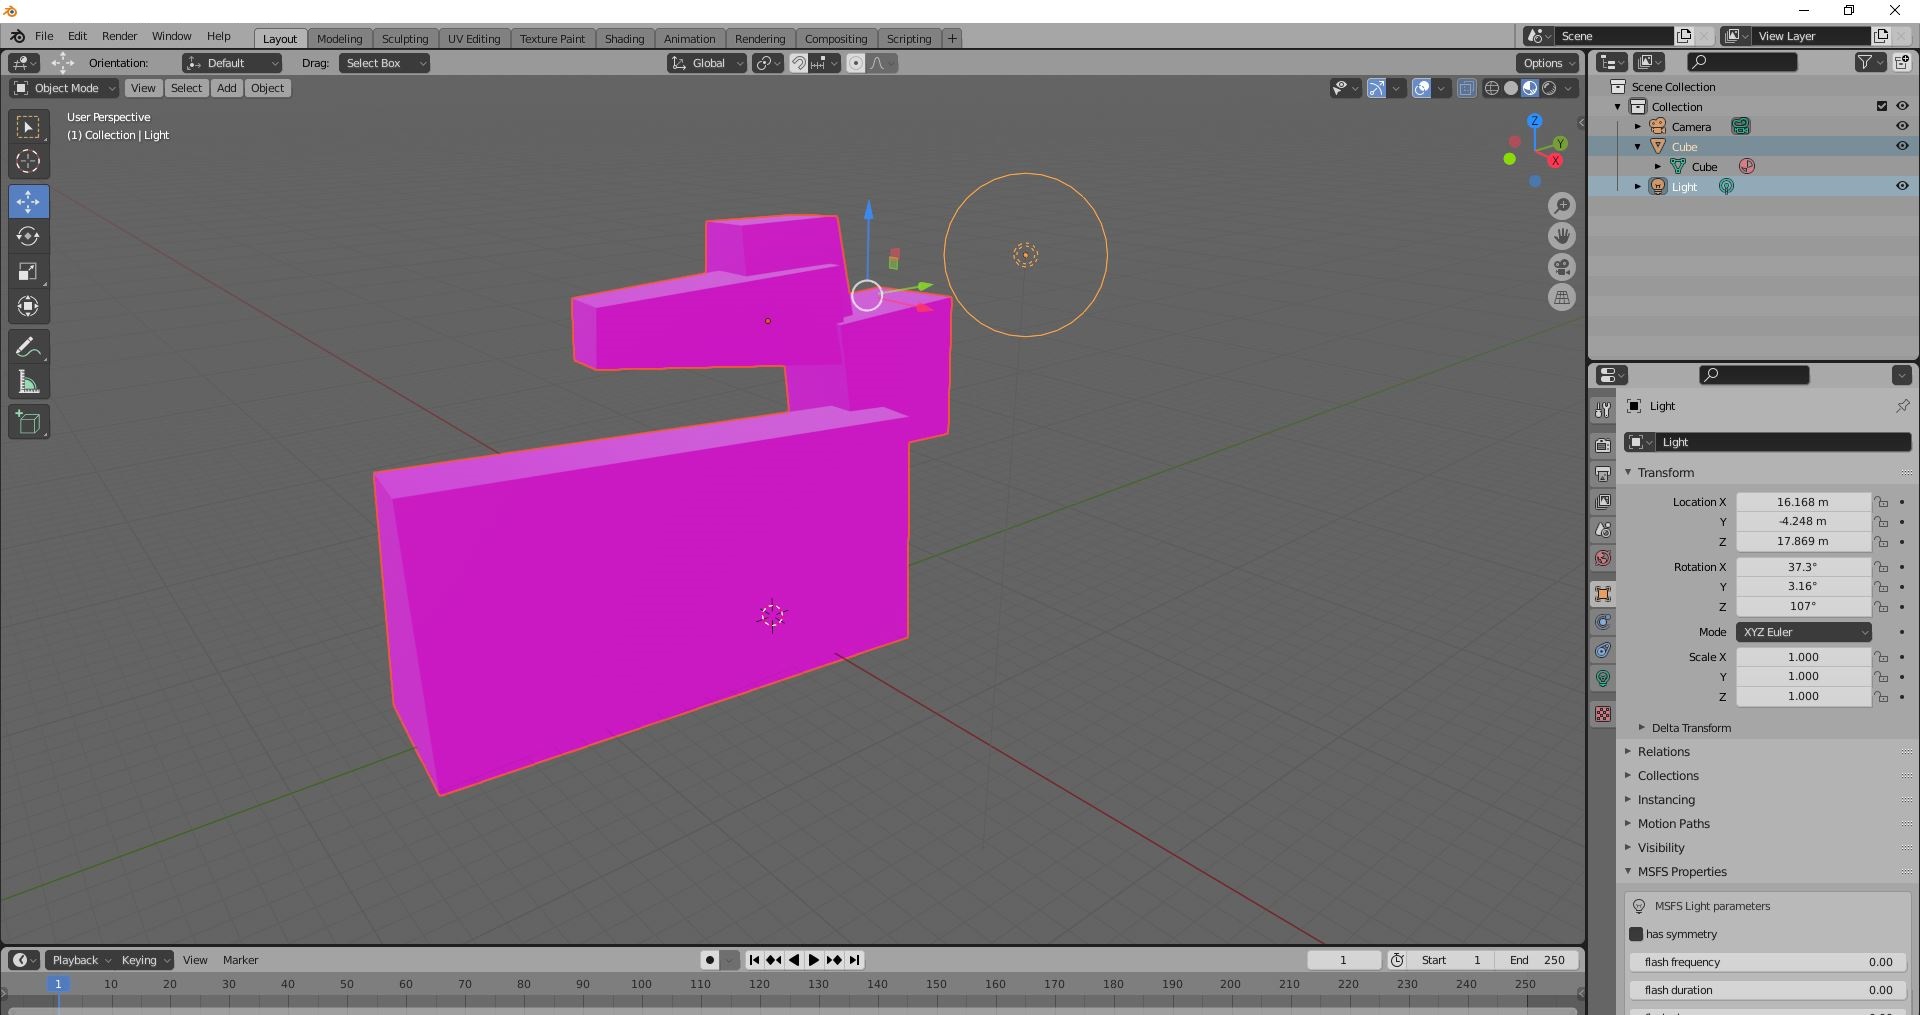 File Edit Render Window Help Layout Modeling Sculpting UV Editing Texture Paint Shading Animation Rendering Compositing Scripting + Scene View Layer
Orientation: Default Drag: Select Box Global Options
Object Mode View Select Add Object
User Perspective
(1) Collection | Light
Z
Y
X
Scene Collection
Collection
Camera
Cube
Cube
Light
Light
Light
Transform
Location X 16.168 m
Y -4.248 m
Z 17.869 m
Rotation X 37.3°
Y 3.16°
Z 107°
Mode XYZ Euler
Scale X 1.000
Y 1.000
Z 1.000
Delta Transform
Relations
Collections
Instancing
Motion Paths
Visibility
MSFS Properties
MSFS Light parameters
has symmetry
flash frequency 0.00
flash duration 0.00
Playback Keying View Marker 1 Start 1 End 250
1 10 20 30 40 50 60 70 80 90 100 110 120 130 140 150 160 170 180 190 200 210 220 230 240 250